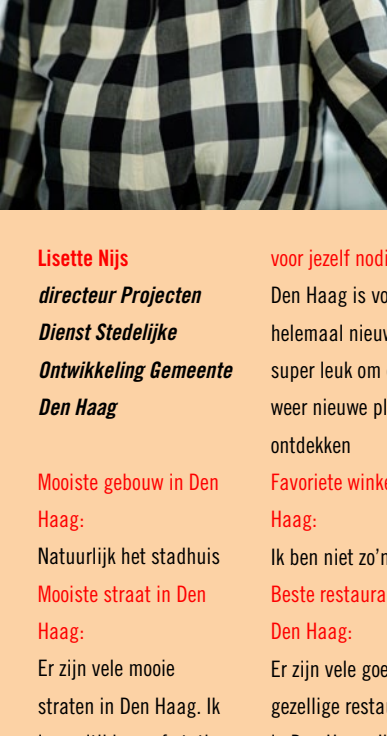 Lisette Nijs
directeur Projecten
Dienst Stedelijke
Ontwikkeling Gemeente
Den Haag
Mooiste gebouw in Den
Haag:
Natuurlijk het stadhuis
Mooiste straat in Den
Haag:
Er zijn vele mooie
straten in Den Haag. Ik
voor jezelf
Den Haag is
helemaal
super leuk om
weer nieuwe
ontdekken
Favoriete
Haag:
Ik ben niet
Beste
Den Haag:
Er zijn vele
gezellige